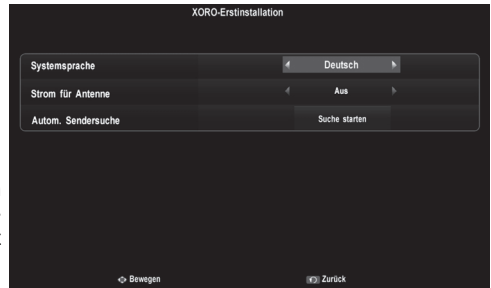 XORO-Erstinstallation
Systemsprache Deutsch
Strom für Antenne Aus
Autom. Sendersuche Suche starten
Bewegen Zurück